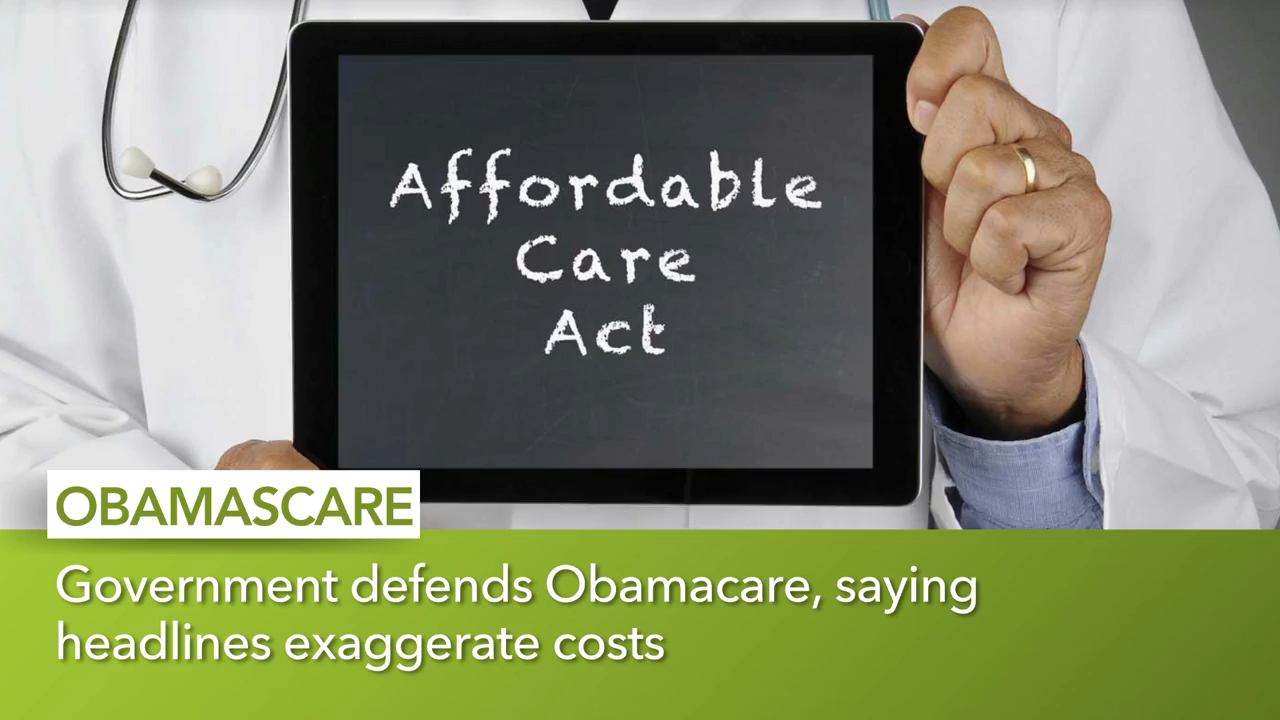 Affordable
Care
Act
OBAMASCARE
Government defends Obamacare, saying
headlines exaggerate costs